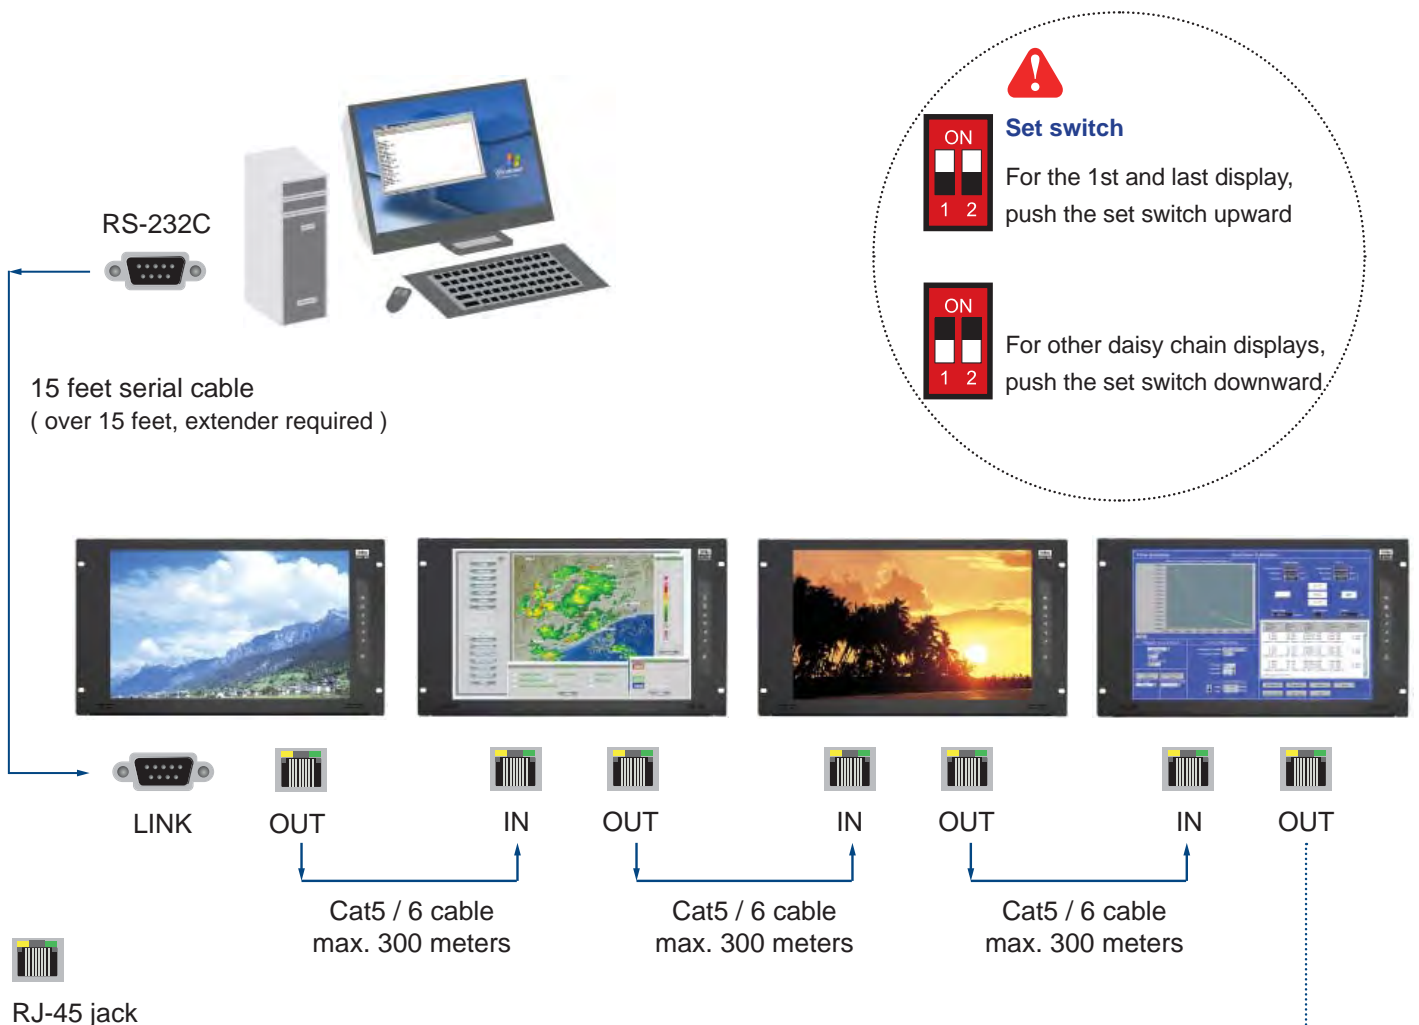 RS-232C
15 feet serial cable
( over 15 feet, extender required )
Set switch
ON
1 2
For the 1st and last display,
push the set switch upward
ON
1 2
For other daisy chain displays,
push the set switch downward.
LINK
OUT
IN
OUT
IN
OUT
IN
OUT
Cat5 / 6 cable
max. 300 meters
Cat5 / 6 cable
max. 300 meters
Cat5 / 6 cable
max. 300 meters
RJ-45 jack